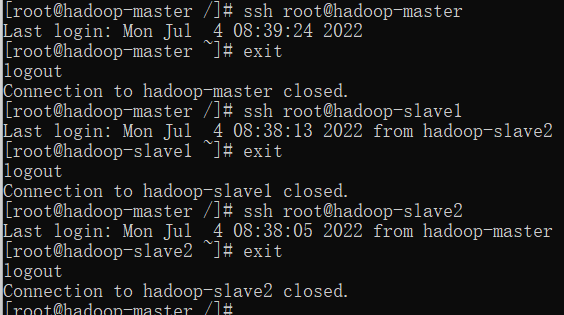 [root@hadoop-master /]# ssh root@hadoop-master
Last login: Mon Jul  4 08:39:24 2022
[root@hadoop-master ~]# exit
logout
Connection to hadoop-master closed.
[root@hadoop-master /]# ssh root@hadoop-slave1
Last login: Mon Jul  4 08:38:13 2022 from hadoop-slave2
[root@hadoop-slave1 ~]# exit
logout
Connection to hadoop-slave1 closed.
[root@hadoop-master /]# ssh root@hadoop-slave2
Last login: Mon Jul  4 08:38:05 2022 from hadoop-master
[root@hadoop-slave2 ~]# exit
logout
Connection to hadoop-slave2 closed.
[root@hadoop-master /]#